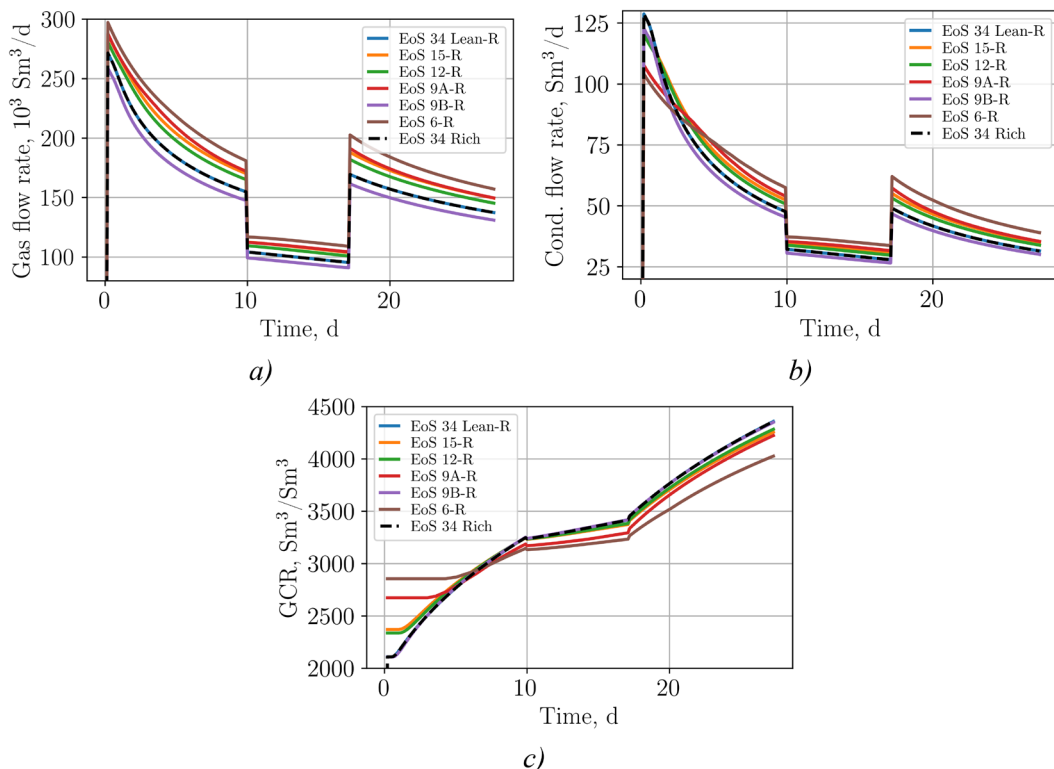 Gas flow rate, 10³ Sm³/d
300
250
200
150
100
0
10
20
Time, d
EoS 34 Lean-R
EoS 15-R
EoS 12-R
EoS 9A-R
EoS 9B-R
EoS 6-R
EoS 34 Rich
a)
Cond. flow rate, Sm³/d
125
100
75
50
25
0
10
20
Time, d
EoS 34 Lean-R
EoS 15-R
EoS 12-R
EoS 9A-R
EoS 9B-R
EoS 6-R
EoS 34 Rich
b)
GCR, Sm³/Sm³
4500
4000
3500
3000
2500
2000
0
10
20
Time, d
EoS 34 Lean-R
EoS 15-R
EoS 12-R
EoS 9A-R
EoS 9B-R
EoS 6-R
EoS 34 Rich
c)